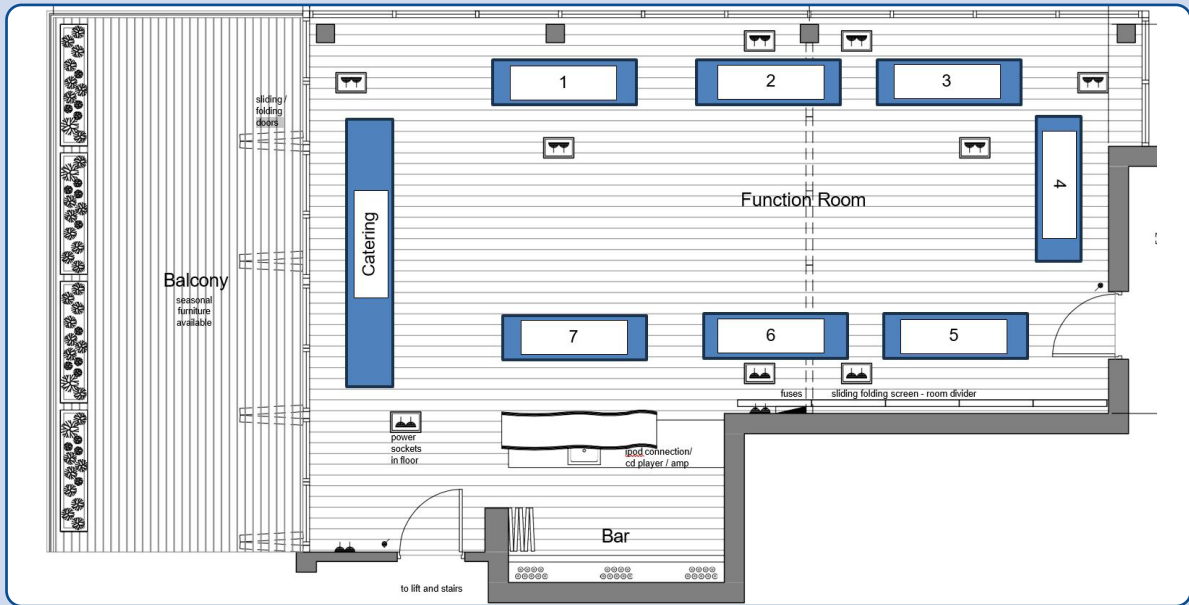 1
2
3
sliding /
folding
doors
4
Function Room
Catering
Balcony
seasonal
furniture
available
7
6
5
fuses
sliding folding screen - room divider
power
sockets
in floor
ipod connection/
cd player / amp
Bar
to lift and stairs